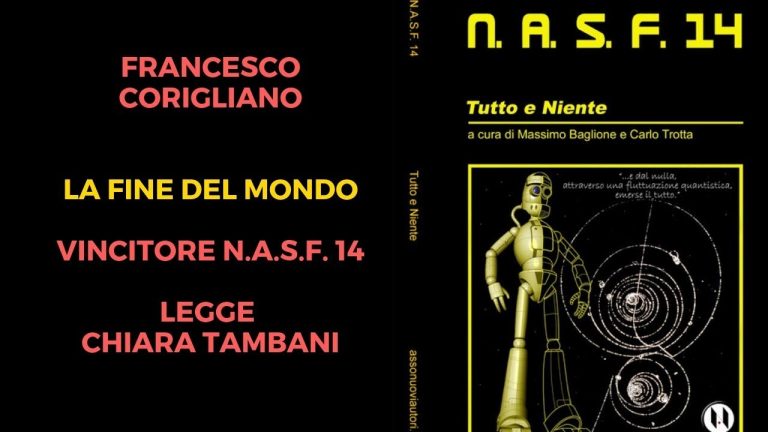 FRANCESCO
CORIGLIANO
LA FINE DEL MONDO
VINCITORE N.A.S.F. 14
LEGGE
CHIARA TAMBANI
N.A.S.F. 14
Tutto e Niente
assonuoviautori.
N. A. S. F. 14
Tutto e Niente
a cura di Massimo Baglione e Carlo Trotta
"...e dal nulla,
attraverso una fluttuazione quantistica,
emerse il tutto."